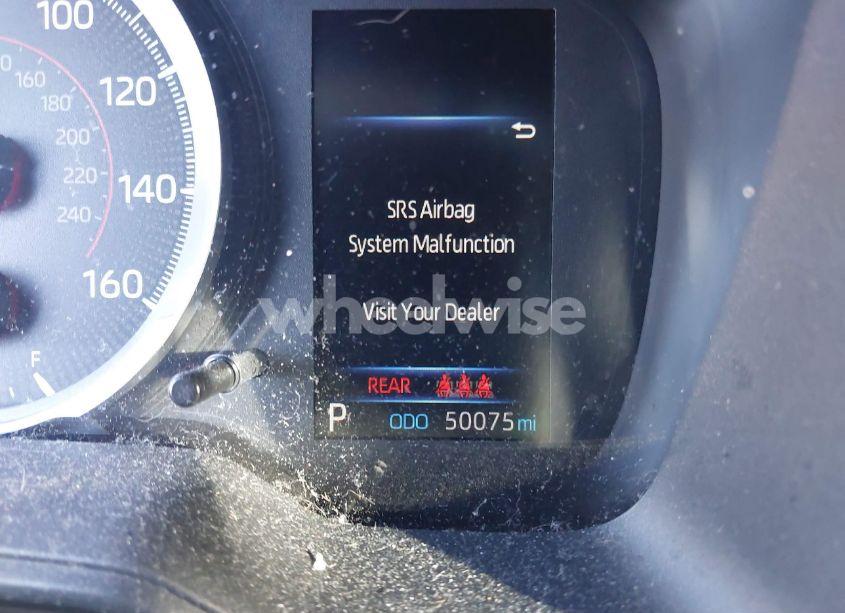 100
120
140
160
160
180
200
220
240
F
SRS Airbag
System Malfunction
Visit Your Dealer
wheelwise
REAR
P ODO 50075 mi